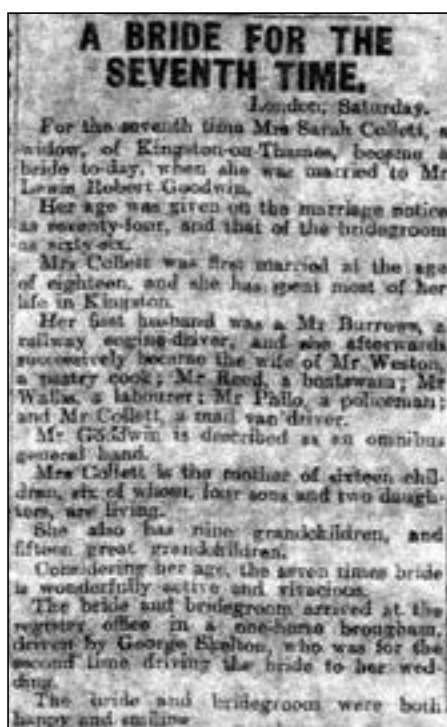 A BRIDE FOR THE
SEVENTH TIME.
London, Saturday.
For the seventh time Mrs Sarah Collett, a
widow, of Kingston-on-Thames, became a
bride to-day, when she was married to Mr
Lewis Robert Goodwin.
Her age was given on the marriage notice
as seventy-four, and that of the bridegroom
as sixty-six.
Mrs Collett was first married at the age
of eighteen, and she has spent most of her
life in Kingston.
Her first husband was a Mr Burrows, a
railway engine-driver, and she afterwards
successively became the wife of Mr Weston,
a pastry cook; Mr Reed, a boatswain; Mr
Wallis, a labourer; Mr Pallo, a policeman;
and Mr Collett, a mail van driver.
Mr Goodwin is described as an omnibus
general hand.
Mrs Collett is the mother of sixteen chil-
dren, six of whom, four sons and two daugh-
ters, are living.
She also has nine grandchildren, and
fifteen great grandchildren.
Considering her age, the seven times bride
is wonderfully active and vivacious.
The bride and bridegroom arrived at the
register office in a one-horse brougham,
driven by George Skelton, who was for the
second time driving the bride to her wed-
ding.
The bride and bridegroom were both
happy and smiling